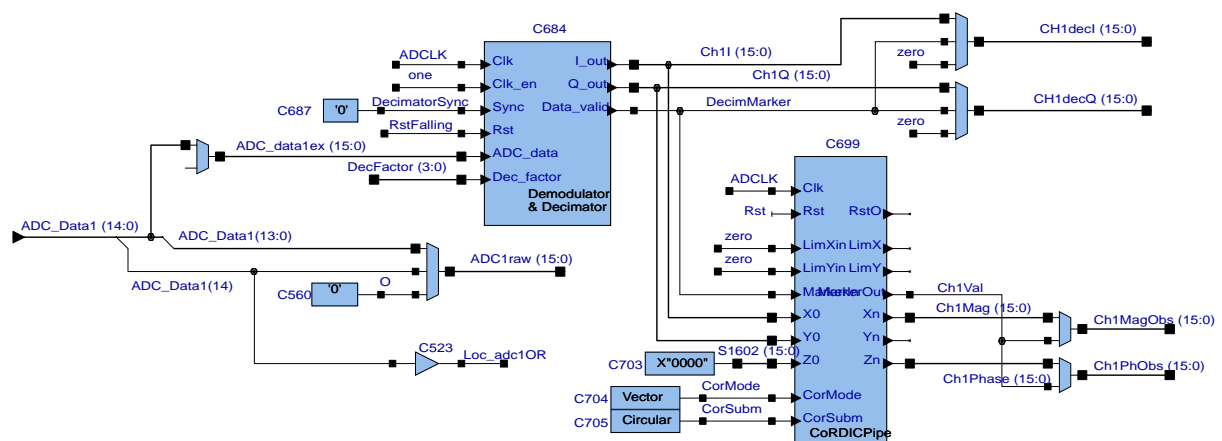 C684
CH1decI (15:0)
Ch1I (15:0)
ADCLK
Clk
I_out
zero
one
Clk_en
Q_out
Ch1Q (15:0)
CH1decQ (15:0)
C687
'0'
DecimatorSync
Sync
Data_valid
DecimMarker
RstFalling
Rst
zero
ADC_data1ex (15:0)
ADC_data
C699
DecFactor (3:0)
Dec_factor
Demodulator
& Decimator
ADCLK
Clk
Rst
Rst
RstO
ADC_Data1 (14:0)
ADC_Data1(13:0)
zero
LimXin
LimX
ADC1raw (15:0)
zero
LimYin
LimY
ADC_Data1(14)
O
C560
'0'
MarkerIn
MarkerOut
Ch1Val
X0
Xn
Ch1Mag (15:0)
Ch1MagObs (15:0)
Y0
Yn
C523
Loc_adc1OR
C703
X"0000"
S1602 (15:0)
Z0
Zn
Ch1Phase (15:0)
Ch1PhObs (15:0)
C704
Vector
CorMode
CorMode
C705
Circular
CorSubm
CorSubm
CoRDICPipe